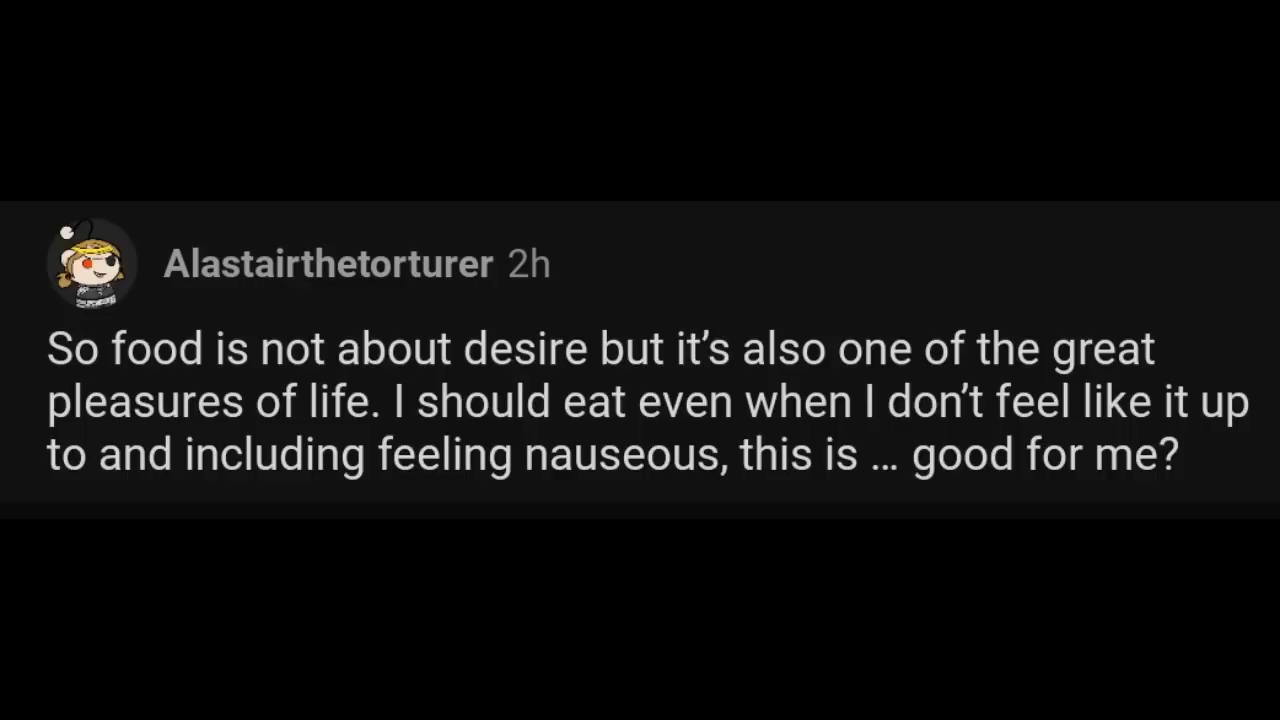 Alastairthetorturer 2h
So food is not about desire but it’s also one of the great
pleasures of life. I should eat even when I don’t feel like it up
to and including feeling nauseous, this is … good for me?